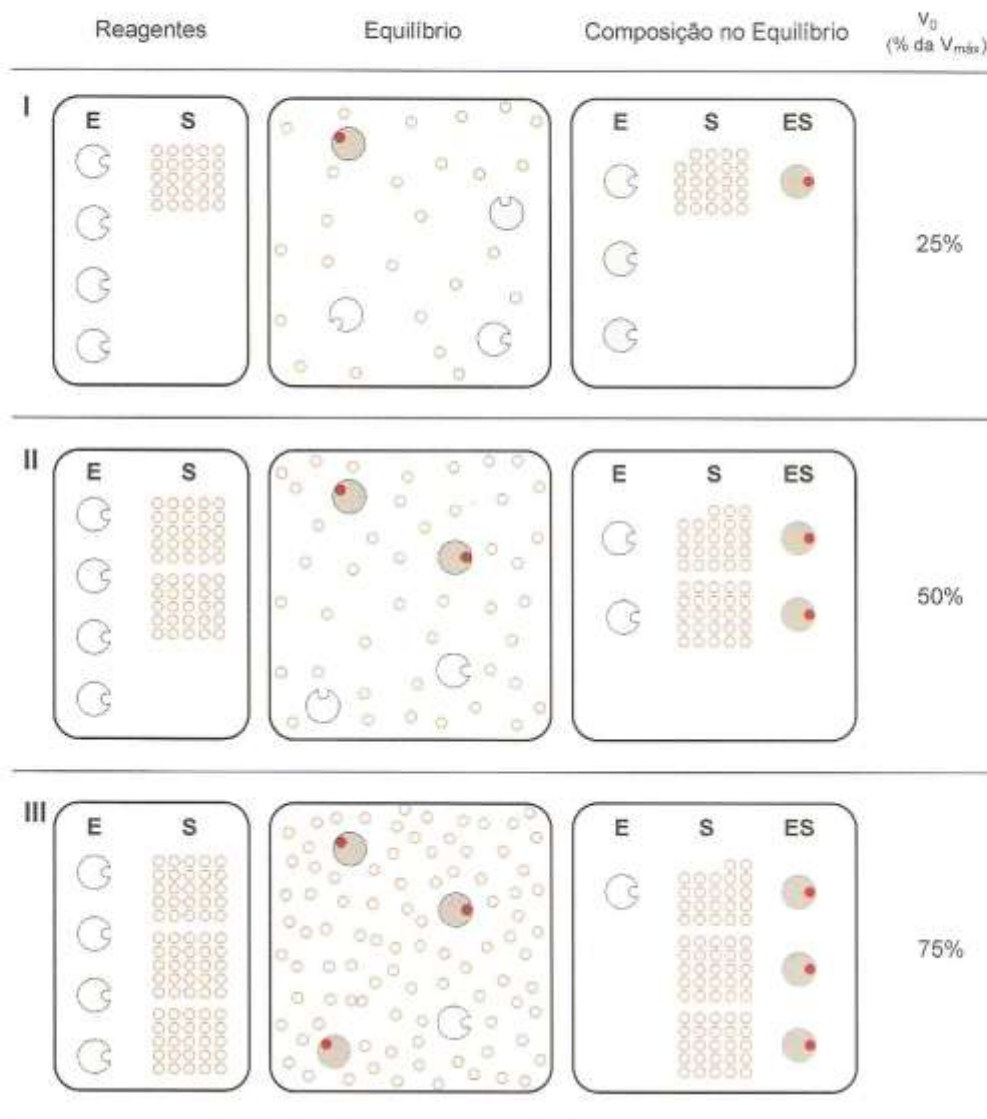 Reagentes Equilíbrio Composição no Equilíbrio V0
(% da Vmáx)
I
E S
E S ES
25%
II
E S
E S ES
50%
III
E S
E S ES
75%